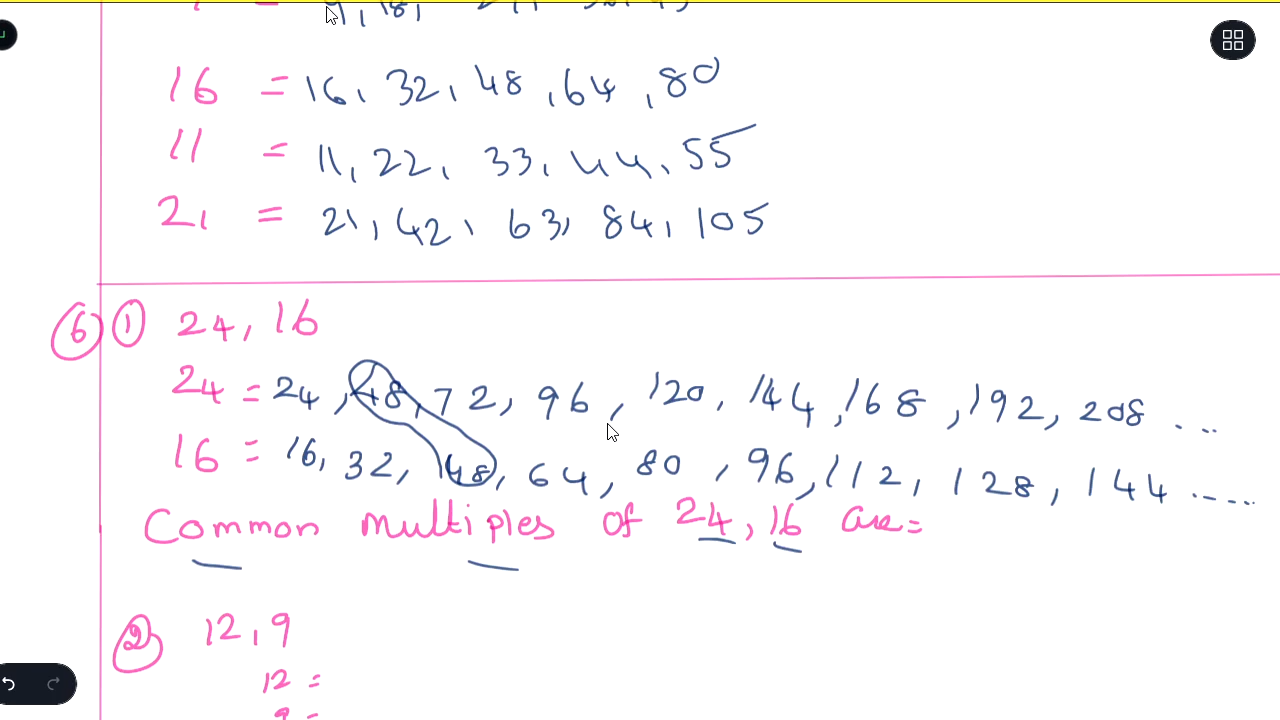 16 = 16, 32, 48, 64, 80
11 = 11, 22, 33, 44, 55
21 = 21, 42, 63, 84, 105
6 1 24, 16
24 = 24, 48, 72, 96, 120, 144, 168, 192, 208 ...
16 = 16, 32, 48, 64, 80, 96, 112, 128, 144 .....
Common multiples of 24, 16 are=
2 12, 9
12 =
9 =